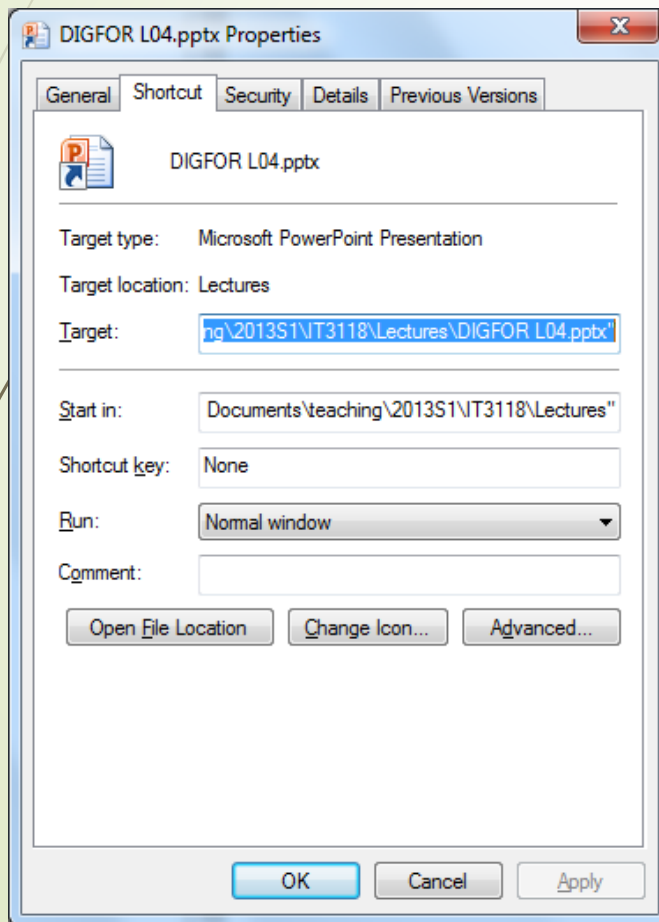 DIGFOR L04.pptx Properties
General Shortcut Security Details Previous Versions
DIGFOR L04.pptx
Target type: Microsoft PowerPoint Presentation
Target location: Lectures
Target: ng\2013S1\IT3118\Lectures\DIGFOR L04.pptx"
Start in: Documents\teaching\2013S1\IT3118\Lectures"
Shortcut key: None
Run: Normal window
Comment:
Open File Location Change Icon... Advanced...
OK Cancel Apply